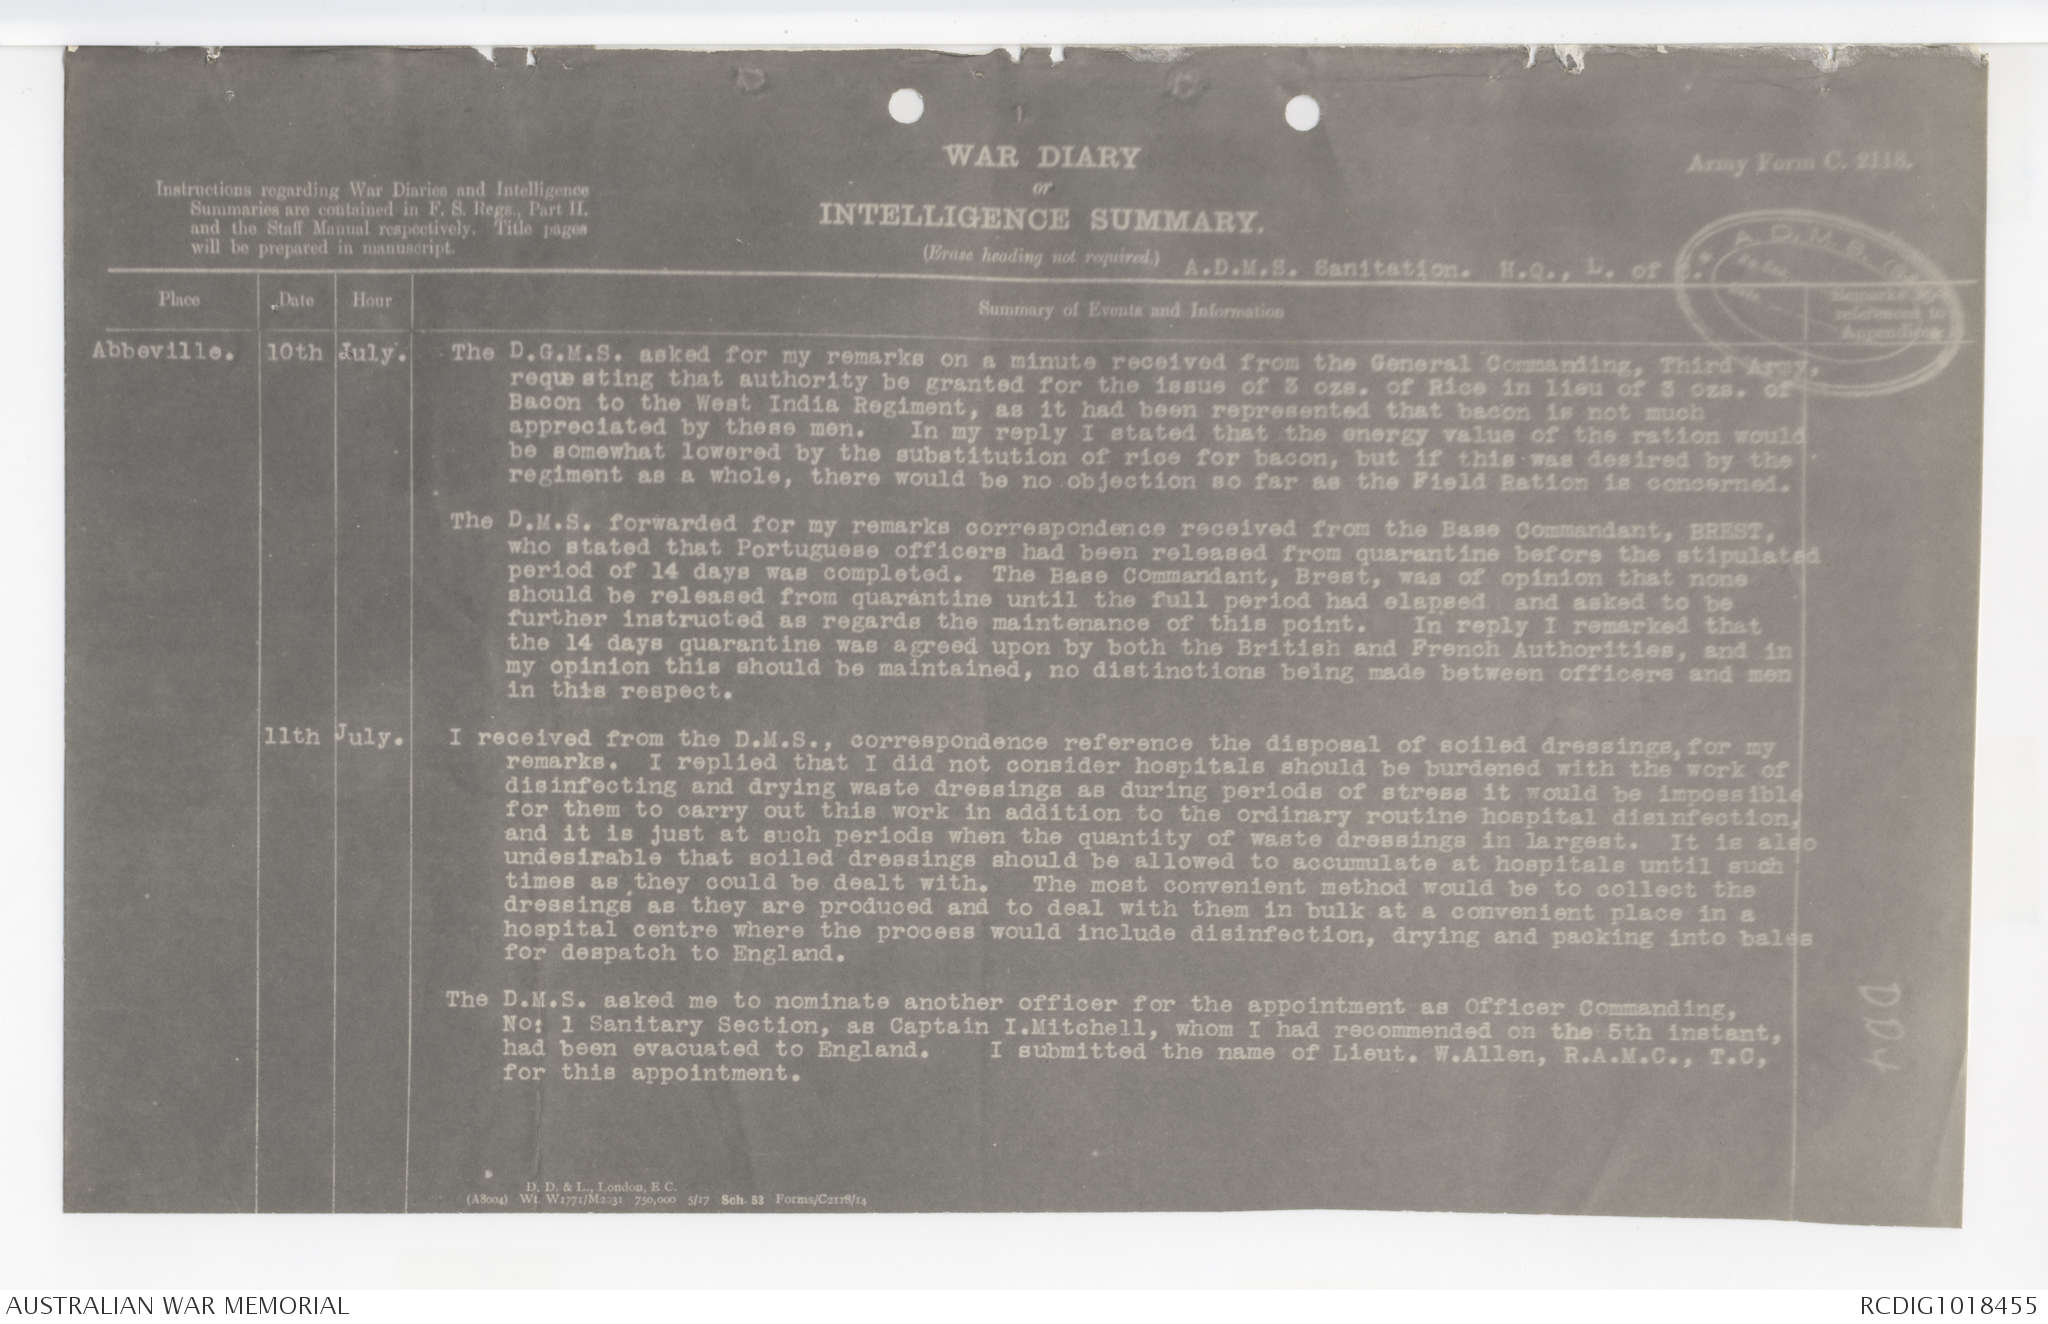 WAR DIARY
or
INTELLIGENCE SUMMARY.
(Erase heading not required.)
Army Form C. 2118.
Instructions regarding War Diaries and Intelligence
Summaries are contained in F. S. Regs., Part II.
and the Staff Manual respectively. Title pages
will be prepared in manuscript.
A.D.M.S. Sanitation. H.Q., L. of C.
A. D. M. S.
Place
Date
Hour
Summary of Events and Information
Remarks and
references to
Appendices
Abbeville. 10th July. The D.G.M.S. asked for my remarks on a minute received from the General Commanding, Third Army,
requesting that authority be granted for the issue of 3 ozs. of Rice in lieu of 3 ozs. of
Bacon to the West India Regiment, as it had been represented that bacon is not much
appreciated by these men. In my reply I stated that the energy value of the ration would
be somewhat lowered by the substitution of rice for bacon, but if this was desired by the
regiment as a whole, there would be no objection so far as the Field Ration is concerned.
The D.M.S. forwarded for my remarks correspondence received from the Base Commandant, BREST,
who stated that Portuguese officers had been released from quarantine before the stipulated
period of 14 days was completed. The Base Commandant, Brest, was of opinion that none
should be released from quarantine until the full period had elapsed and asked to be
further instructed as regards the maintenance of this point. In reply I remarked that
the 14 days quarantine was agreed upon by both the British and French Authorities, and in
my opinion this should be maintained, no distinctions being made between officers and men
in this respect.
11th July. I received from the D.M.S., correspondence reference the disposal of soiled dressings, for my
remarks. I replied that I did not consider hospitals should be burdened with the work of
disinfecting and drying waste dressings as during periods of stress it would be impossible
for them to carry out this work in addition to the ordinary routine hospital disinfection,
and it is just at such periods when the quantity of waste dressings in largest. It is also
undesirable that soiled dressings should be allowed to accumulate at hospitals until such
times as they could be dealt with. The most convenient method would be to collect the
dressings as they are produced and to deal with them in bulk at a convenient place in a
hospital centre where the process would include disinfection, drying and packing into bales
for despatch to England.
The D.M.S. asked me to nominate another officer for the appointment as Officer Commanding,
No: 1 Sanitary Section, as Captain I.Mitchell, whom I had recommended on the 5th instant,
had been evacuated to England. I submitted the name of Lieut. W.Allen, R.A.M.C., T.C,
for this appointment.
D. D. & L., London, E C.
(A8004) Wt. W1771/M2031 750,000 5/17 Sch. 53 Forms/C2118/14
AUSTRALIAN WAR MEMORIAL
RCDIG1018455